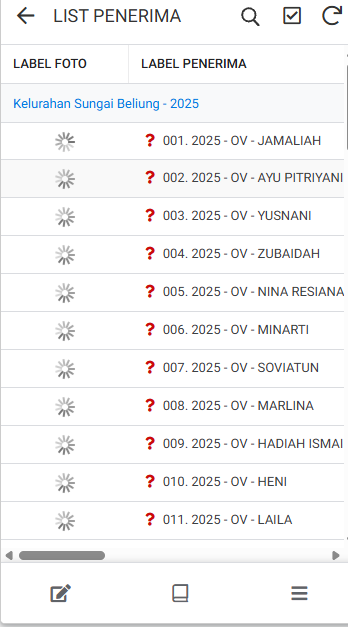 LIST PENERIMA
LABEL FOTO LABEL PENERIMA
Kelurahan Sungai Beliung - 2025
? 001. 2025 - OV - JAMALIAH
? 002. 2025 - OV - AYU PITRIYANI
? 003. 2025 - OV - YUSNANI
? 004. 2025 - OV - ZUBAIDAH
? 005. 2025 - OV - NINA RESIANA
? 006. 2025 - OV - MINARTI
? 007. 2025 - OV - SOVIATUN
? 008. 2025 - OV - MARLINA
? 009. 2025 - OV - HADIAH ISMAI
? 010. 2025 - OV - HENI
? 011. 2025 - OV - LAILA